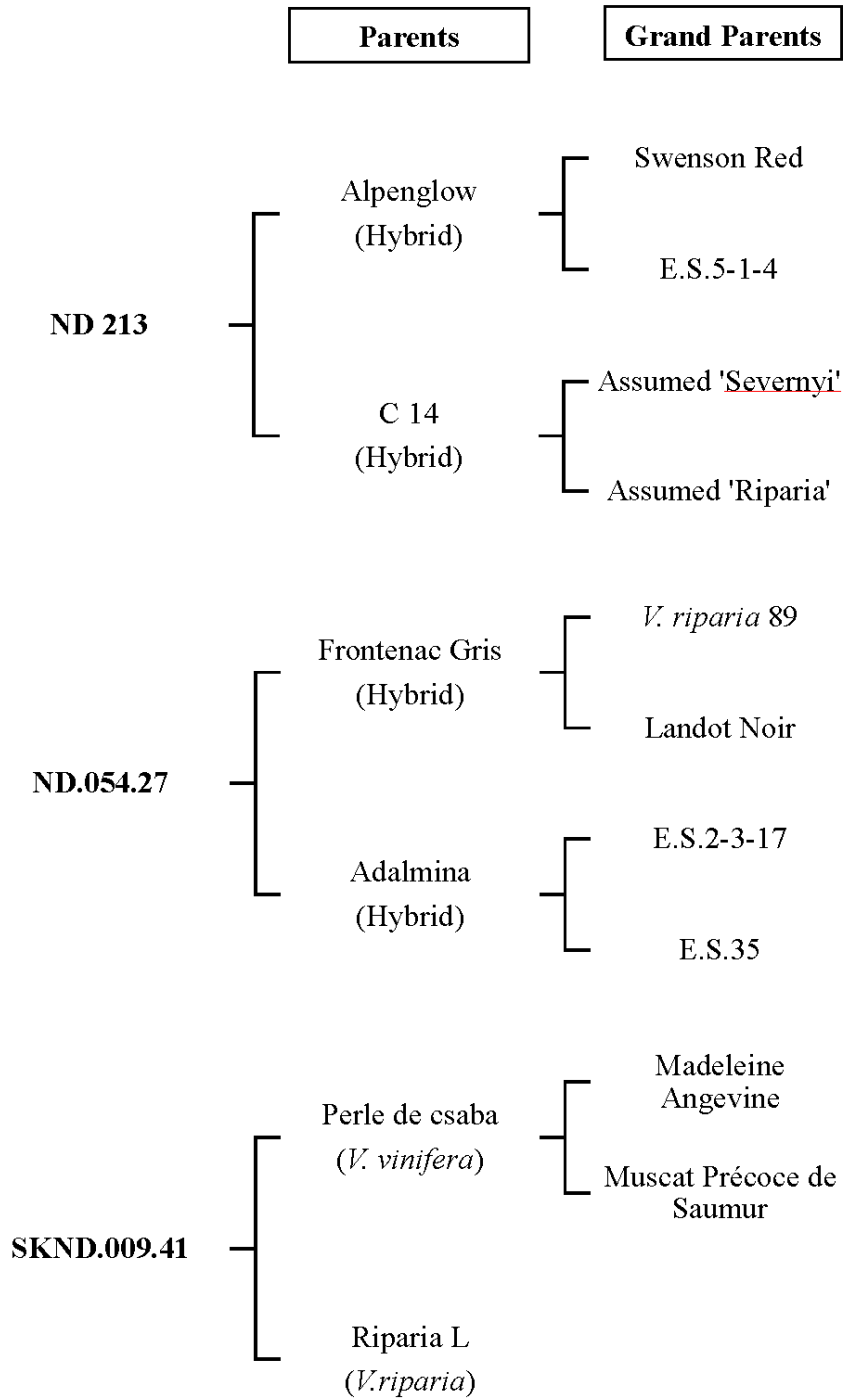 Parents
Grand Parents
Swenson Red
Alpenglow
(Hybrid)
E.S.5-1-4
ND 213
Assumed 'Severnyi'
C 14
(Hybrid)
Assumed 'Riparia'
V. riparia 89
Frontenac Gris
(Hybrid)
Landot Noir
ND.054.27
E.S.2-3-17
Adalmina
(Hybrid)
E.S.35
Madeleine
Angevine
Perle de csaba
(V. vinifera)
Muscat Précoce de
Saumur
SKND.009.41
Riparia L
(V.riparia)